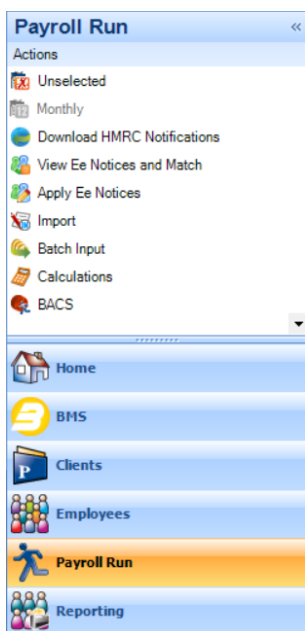 Payroll Run «
Actions
Unselected
Monthly
Download HMRC Notifications
View Ee Notices and Match
Apply Ee Notices
Import
Batch Input
Calculations
BACS
Home
BMS
Clients
Employees
Payroll Run
Reporting